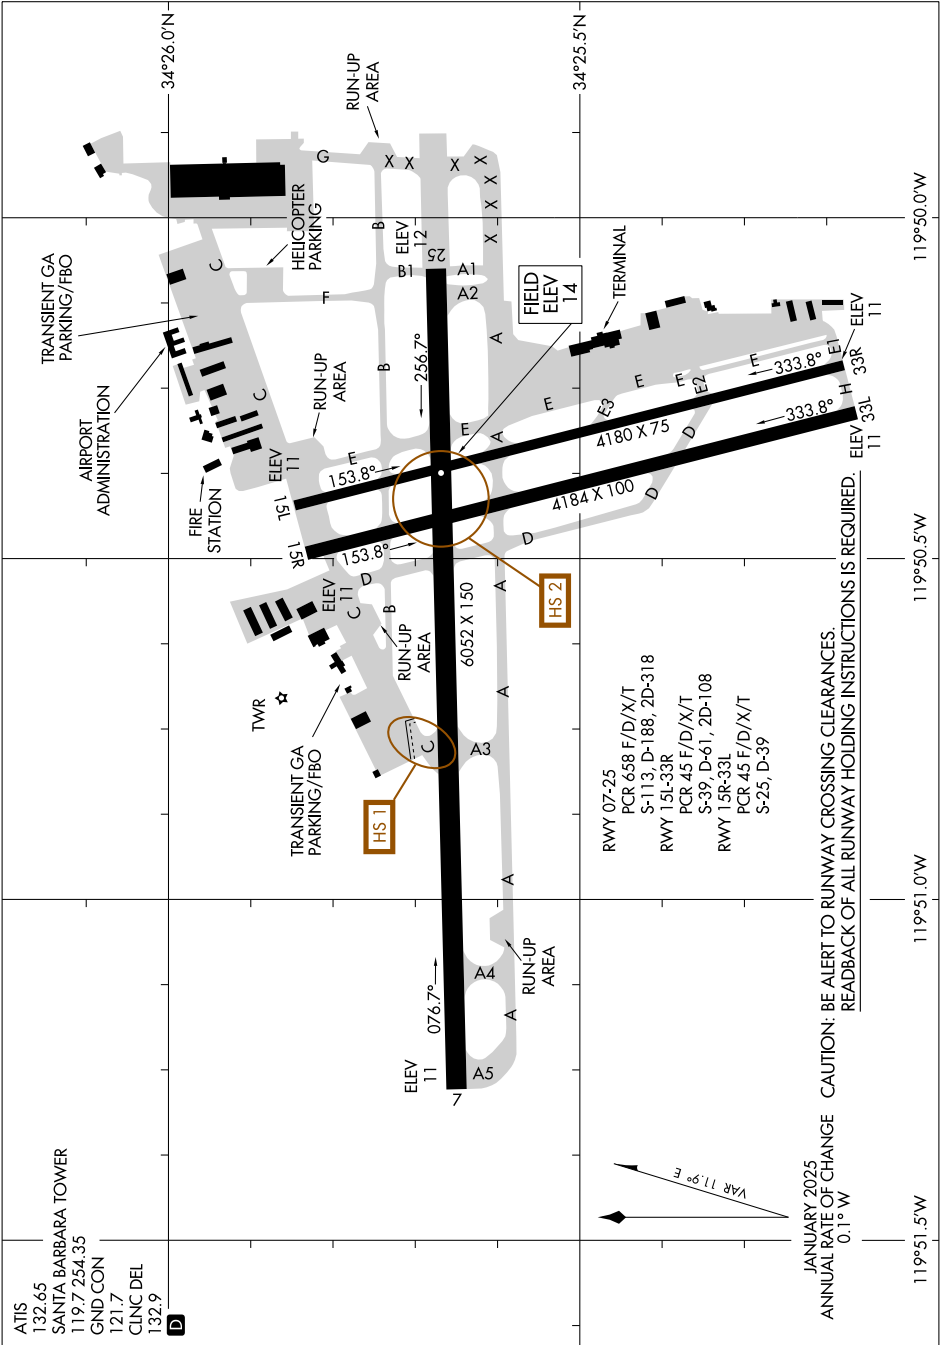 ATIS
132.65
SANTA BARBARA TOWER
119.7 254.35
GND CON
121.7
CLNC DEL
132.9
D
34°26.0'N
34°25.5'N
119°50.0'W
119°50.5'W
119°51.0'W
119°51.5'W
RUN-UP
AREA
G
X
X
X
X
X
X
X
HELICOPTER
PARKING
TRANSIENT GA
PARKING/FBO
AIRPORT
ADMINISTRATION
FIRE
STATION
C
C
F
B
B
B1
ELEV
12
25
A1
A2
A
256.7°
FIELD
ELEV
14
TERMINAL
RUN-UP
AREA
ELEV
11
15L
153.8°
E
E
A
E
E
E
E
E3
E2
E1
4180 X 75
333.8°
33R
ELEV
11
H
15R
153.8°
4184 X 100
D
D
D
333.8°
33L
ELEV
11
ELEV
11
D
C
B
RUN-UP
AREA
TWR
TRANSIENT GA
PARKING/FBO
HS 1
HS 2
C
6052 X 150
A
A
A3
A
RUN-UP
AREA
A4
A
A5
076.7°
ELEV
11
7
RWY 07-25
PCR 658 F/D/X/T
S-113, D-188, 2D-318
RWY 15L-33R
PCR 45 F/D/X/T
S-39, D-61, 2D-108
RWY 15R-33L
PCR 45 F/D/X/T
S-25, D-39
CAUTION: BE ALERT TO RUNWAY CROSSING CLEARANCES.
READBACK OF ALL RUNWAY HOLDING INSTRUCTIONS IS REQUIRED.
VAR 11.9° E
JANUARY 2025
ANNUAL RATE OF CHANGE
0.1° W